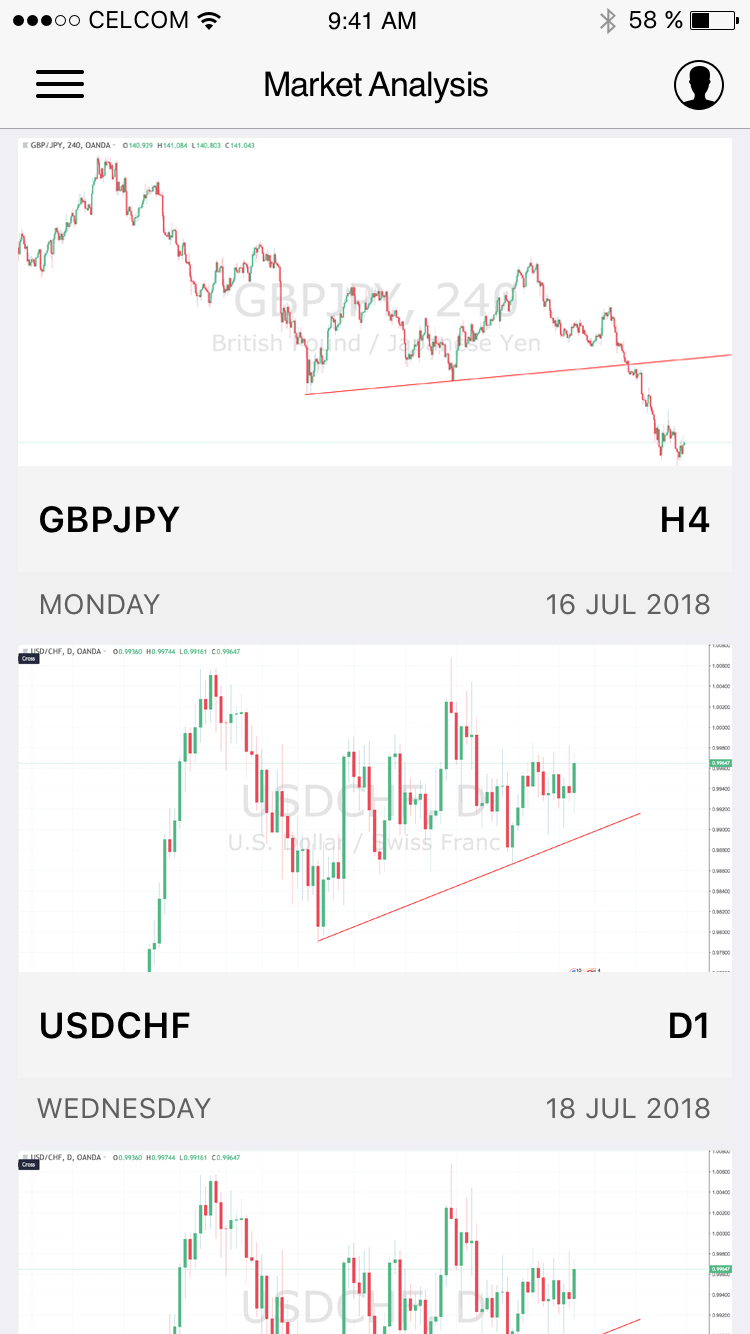 CELCOM 9:41 AM 58 %
Market Analysis
GBP/JPY, 240, OANDA O140.929 H141.084 L140.803 C141.043
GBPJPY, 240
British Pound / Japanese Yen
GBPJPY H4
MONDAY 16 JUL 2018
USD/CHF, D, OANDA O0.99360 H0.99744 L0.99161 C0.99647
Cross
1.00600
1.00400
1.00200
1.00000
0.99800
0.99647
0.99600
0.99400
0.99200
0.99000
0.98800
0.98600
0.98400
0.98200
0.98000
0.97800
USDCHF, D
U.S. Dollar / Swiss Franc
USDCHF D1
WEDNESDAY 18 JUL 2018
USD/CHF, D, OANDA O0.99360 H0.99744 L0.99161 C0.99647
Cross
1.00600
1.00400
1.00200
1.00000
0.99800
0.99647
0.99600
0.99400
0.99200
USDCHF, D